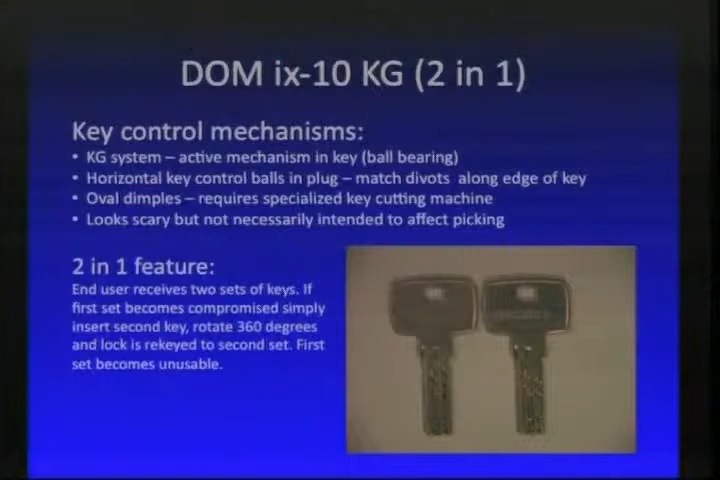 DOM ix-10 KG (2 in 1)
Key control mechanisms:
• KG system – active mechanism in key (ball bearing)
• Horizontal key control balls in plug – match divots along edge of key
• Oval dimples – requires specialized key cutting machine
• Looks scary but not necessarily intended to affect picking
2 in 1 feature:
End user receives two sets of keys. If
first set becomes compromised simply
insert second key, rotate 360 degrees
and lock is rekeyed to second set. First
set becomes unusable.